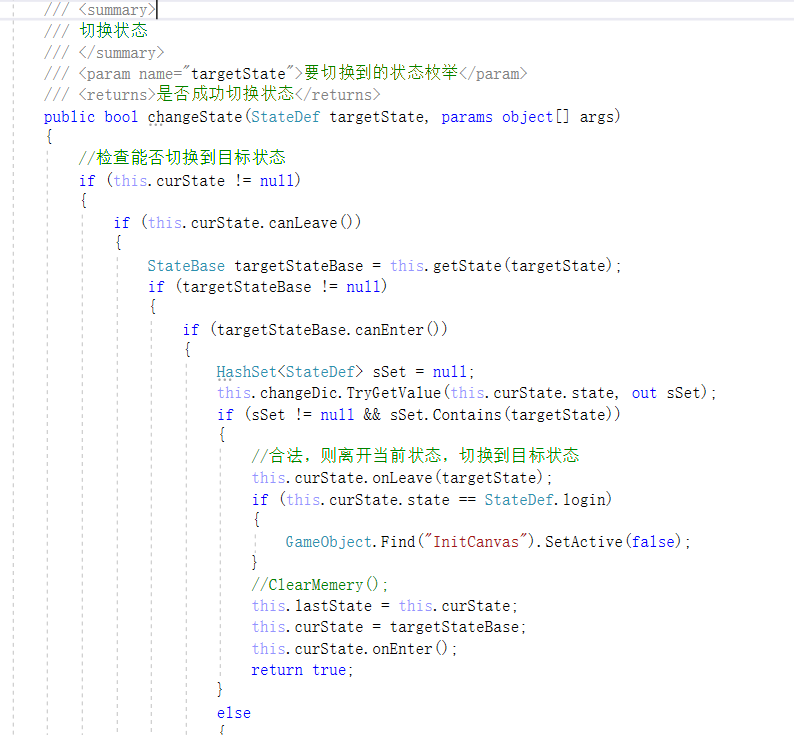 /// <summary>
/// 切换状态
/// </summary>
/// <param name="targetState">要切换到的状态枚举</param>
/// <returns>是否成功切换状态</returns>
public bool changeState(StateDef targetState, params object[] args)
{
//检查能否切换到目标状态
if (this.curState != null)
{
if (this.curState.canLeave())
{
StateBase targetStateBase = this.getState(targetState);
if (targetStateBase != null)
{
if (targetStateBase.canEnter())
{
HashSet<StateDef> sSet = null;
this.changeDic.TryGetValue(this.curState.state, out sSet);
if (sSet != null && sSet.Contains(targetState))
{
//合法，则离开当前状态，切换到目标状态
this.curState.onLeave(targetState);
if (this.curState.state == StateDef.login)
{
GameObject.Find("InitCanvas").SetActive(false);
}
//ClearMemery();
this.lastState = this.curState;
this.curState = targetStateBase;
this.curState.onEnter();
return true;
}
else
{